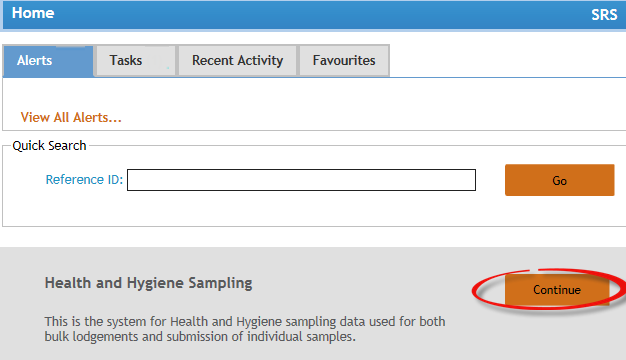 Home SRS
Alerts Tasks Recent Activity Favourites
View All Alerts...
Quick Search
Reference ID:
Go
Health and Hygiene Sampling
Continue
This is the system for Health and Hygiene sampling data used for both
bulk lodgements and submission of individual samples.